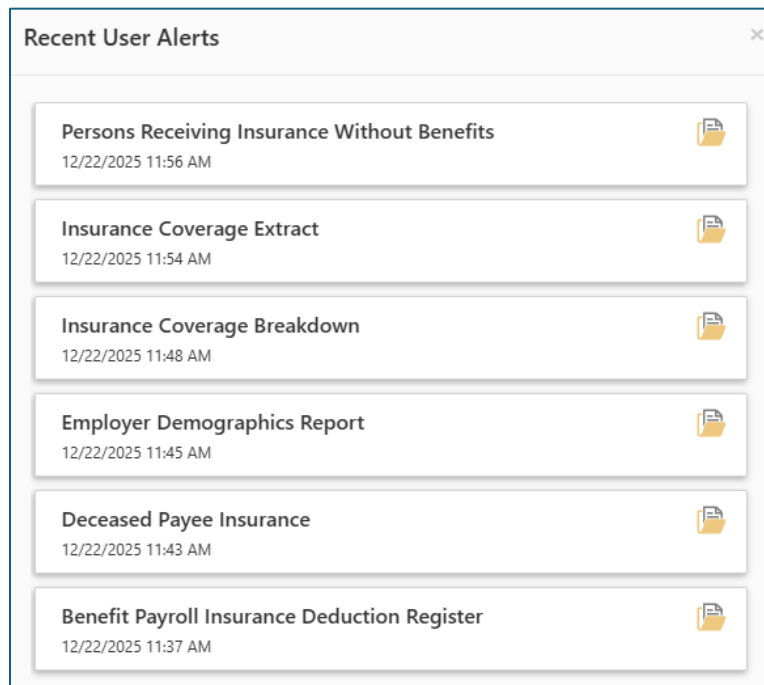 Recent User Alerts
×
Persons Receiving Insurance Without Benefits
12/22/2025 11:56 AM
Insurance Coverage Extract
12/22/2025 11:54 AM
Insurance Coverage Breakdown
12/22/2025 11:48 AM
Employer Demographics Report
12/22/2025 11:45 AM
Deceased Payee Insurance
12/22/2025 11:43 AM
Benefit Payroll Insurance Deduction Register
12/22/2025 11:37 AM